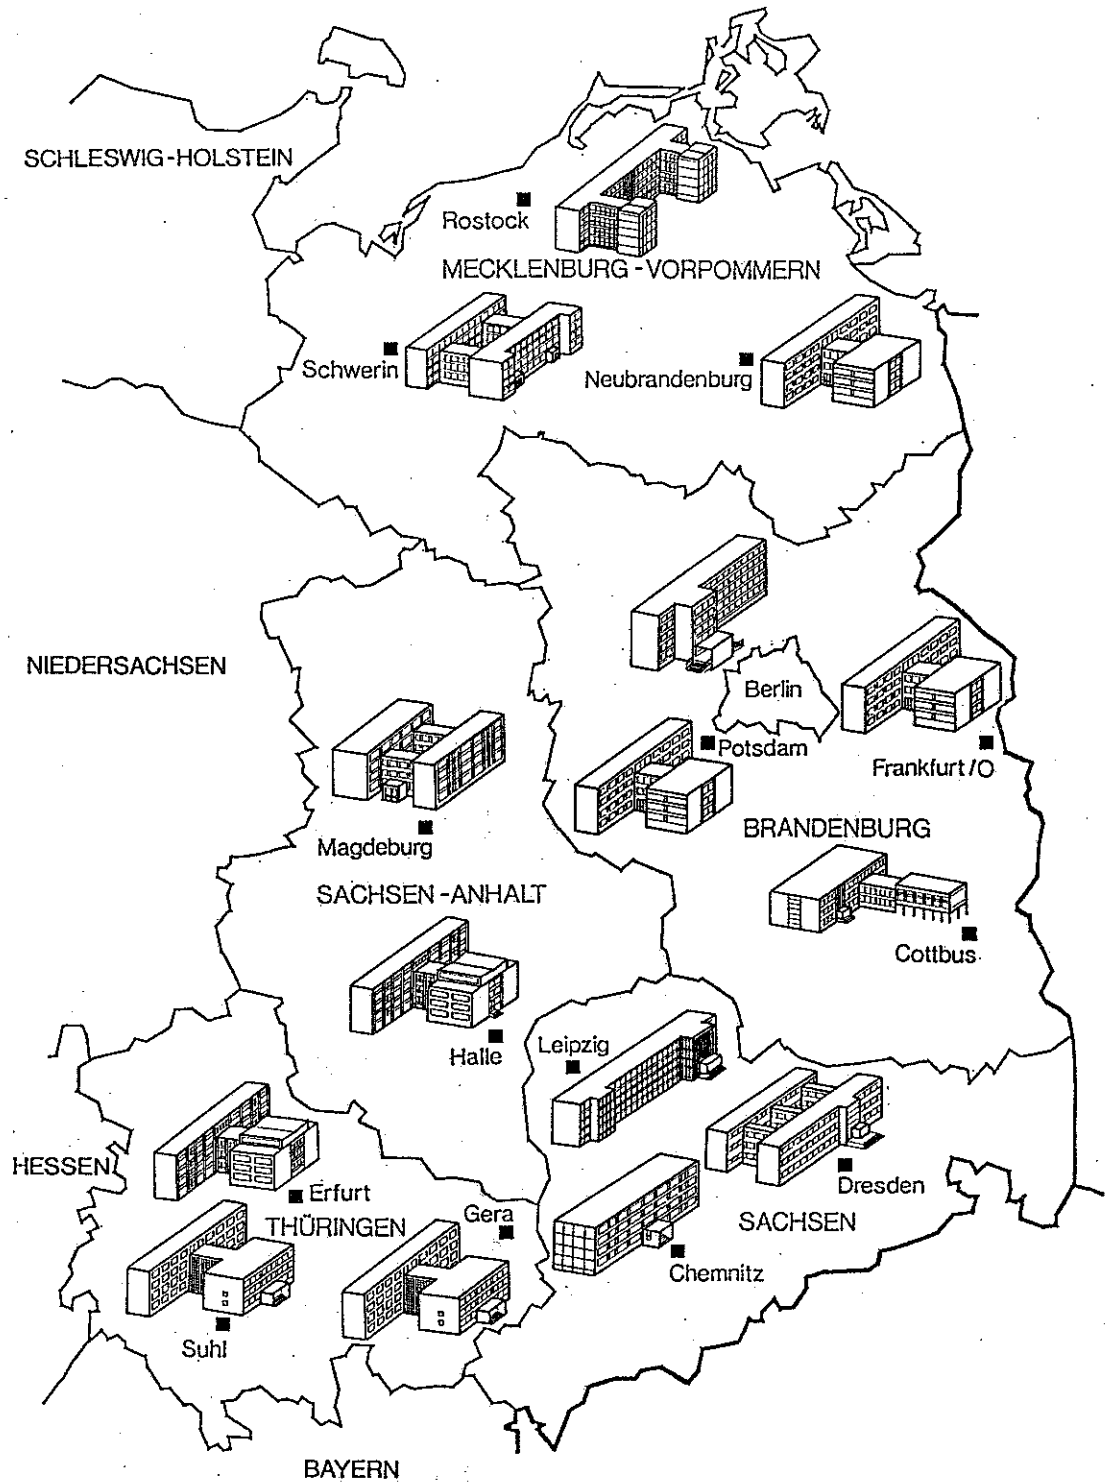 SCHLESWIG-HOLSTEIN
Rostock
MECKLENBURG-VORPOMMERN
Schwerin
Neubrandenburg
NIEDERSACHSEN
Berlin
Potsdam
Frankfurt/O
BRANDENBURG
Magdeburg
SACHSEN-ANHALT
Cottbus
Halle
Leipzig
HESSEN
Erfurt
Dresden
THÜRINGEN
Gera
SACHSEN
Chemnitz
Suhl
BAYERN